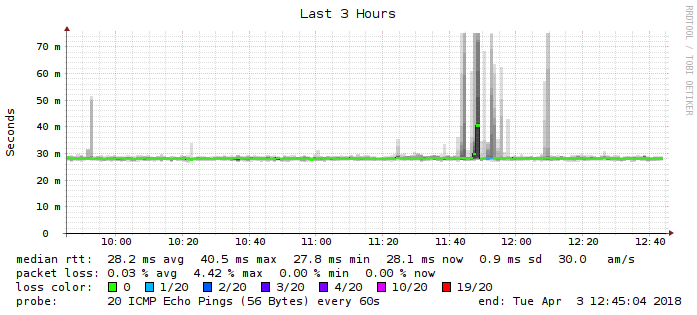 Last 3 Hours
RRDTOOL / TOBI OETIKER
Seconds
70 m
60 m
50 m
40 m
30 m
20 m
10 m
0
10:00 10:20 10:40 11:00 11:20 11:40 12:00 12:20 12:40
median rtt: 28.2 ms avg 40.5 ms max 27.8 ms min 28.1 ms now 0.9 ms sd 30.0 am/s
packet loss: 0.03 % avg 4.42 % max 0.00 % min 0.00 % now
loss color: 0 1/20 2/20 3/20 4/20 10/20 19/20
probe: 20 ICMP Echo Pings (56 Bytes) every 60s end: Tue Apr 3 12:45:04 2018